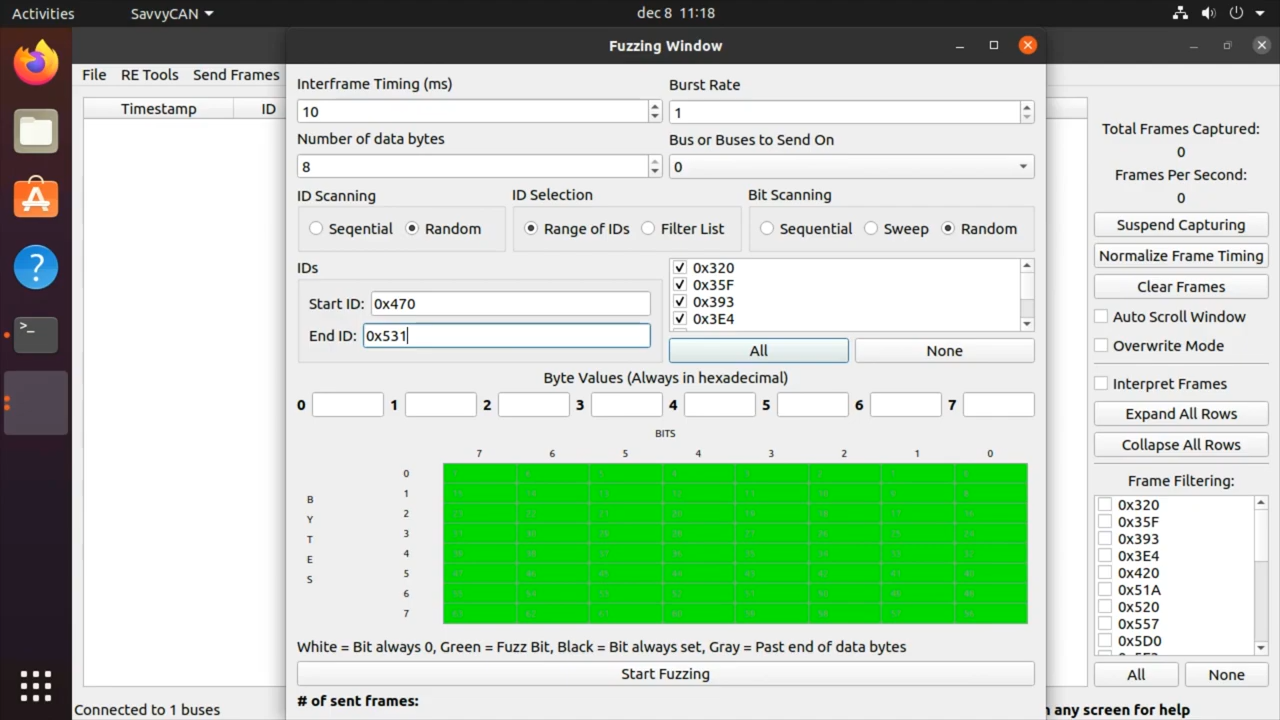 Activities
SavvyCAN
dec 8 11:18
Fuzzing Window
File RE Tools Send Frames
Timestamp ID
Interframe Timing (ms)
10
Burst Rate
1
Number of data bytes
8
Bus or Buses to Send On
0
ID Scanning
Seqential Random
ID Selection
Range of IDs Filter List
Bit Scanning
Sequential Sweep Random
IDs
Start ID: 0x470
End ID: 0x531
0x320
0x35F
0x393
0x3E4
All None
Byte Values (Always in hexadecimal)
0 1 2 3 4 5 6 7
BITS
7 6 5 4 3 2 1 0
BYTES
0
1
2
3
4
5
6
7
White = Bit always 0, Green = Fuzz Bit, Black = Bit always set, Gray = Past end of data bytes
Start Fuzzing
# of sent frames:
Total Frames Captured:
0
Frames Per Second:
0
Suspend Capturing
Normalize Frame Timing
Clear Frames
Auto Scroll Window
Overwrite Mode
Interpret Frames
Expand All Rows
Collapse All Rows
Frame Filtering:
0x320
0x35F
0x393
0x3E4
0x420
0x51A
0x520
0x557
0x5D0
All None
Connected to 1 buses
any screen for help